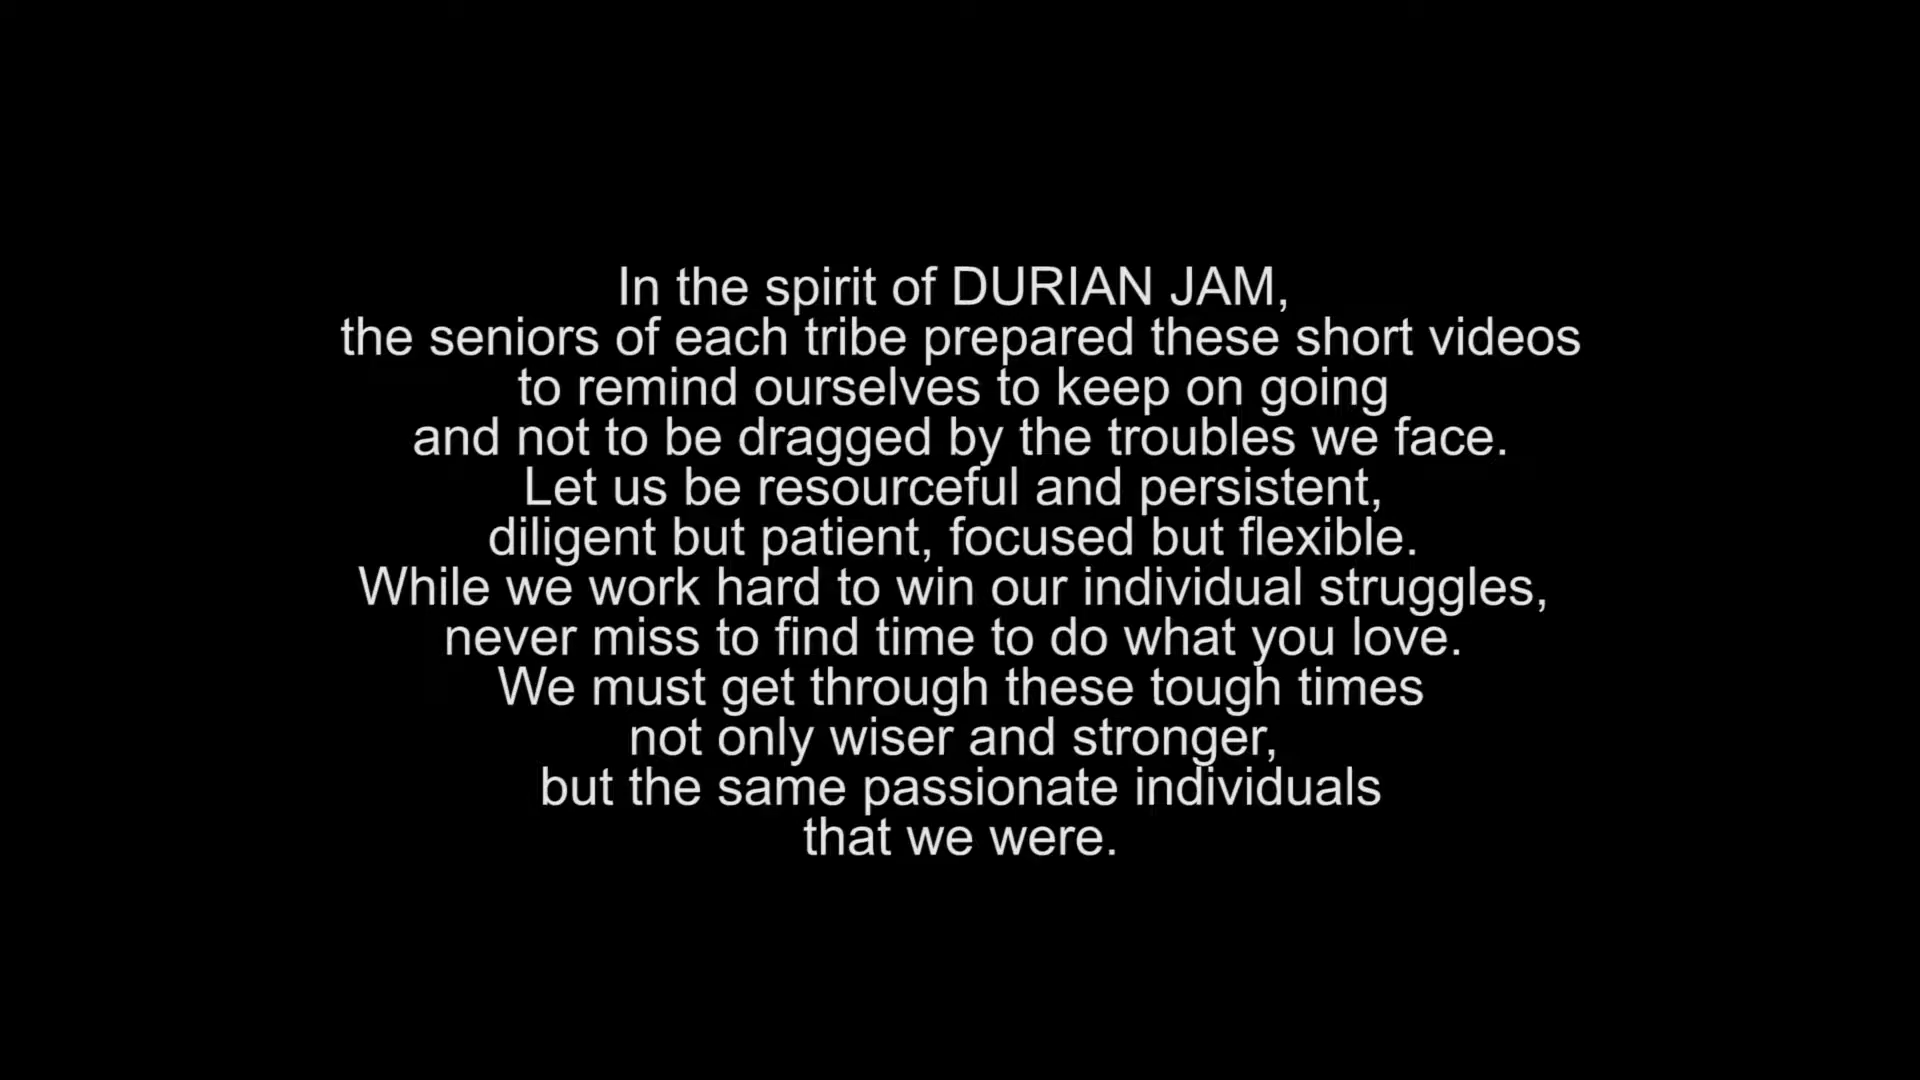 In the spirit of DURIAN JAM,
the seniors of each tribe prepared these short videos
to remind ourselves to keep on going
and not to be dragged by the troubles we face.
Let us be resourceful and persistent,
diligent but patient, focused but flexible.
While we work hard to win our individual struggles,
never miss to find time to do what you love.
We must get through these tough times
not only wiser and stronger,
but the same passionate individuals
that we were.